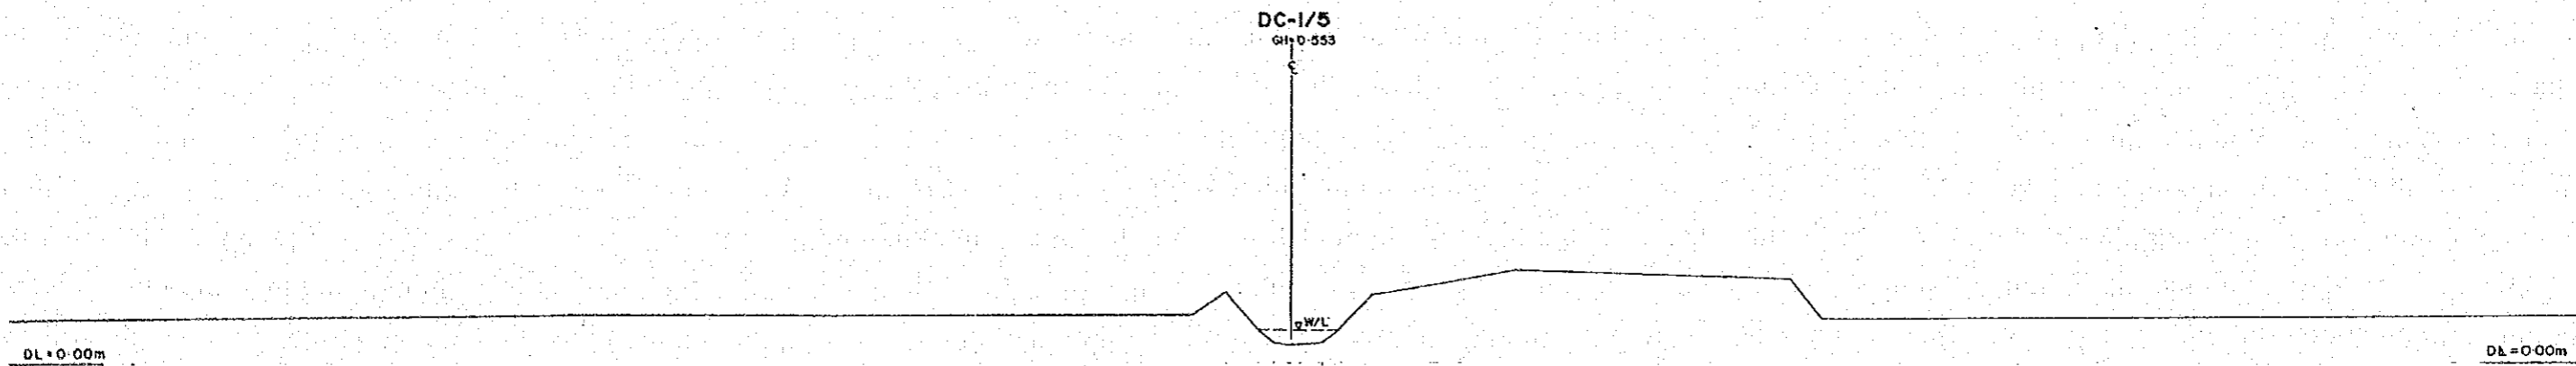 DC-1/5
GH=0·553
℄
W/L
DL=0·00m
DL=0·00m